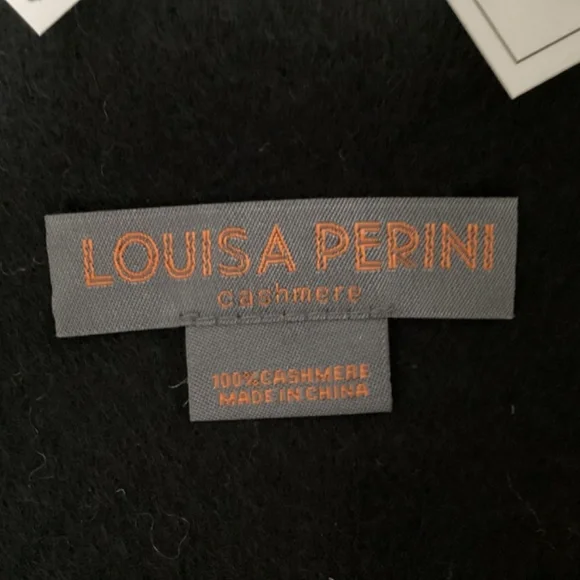 LOUISA PERINI
cashmere
100% CASHMERE
MADE IN CHINA